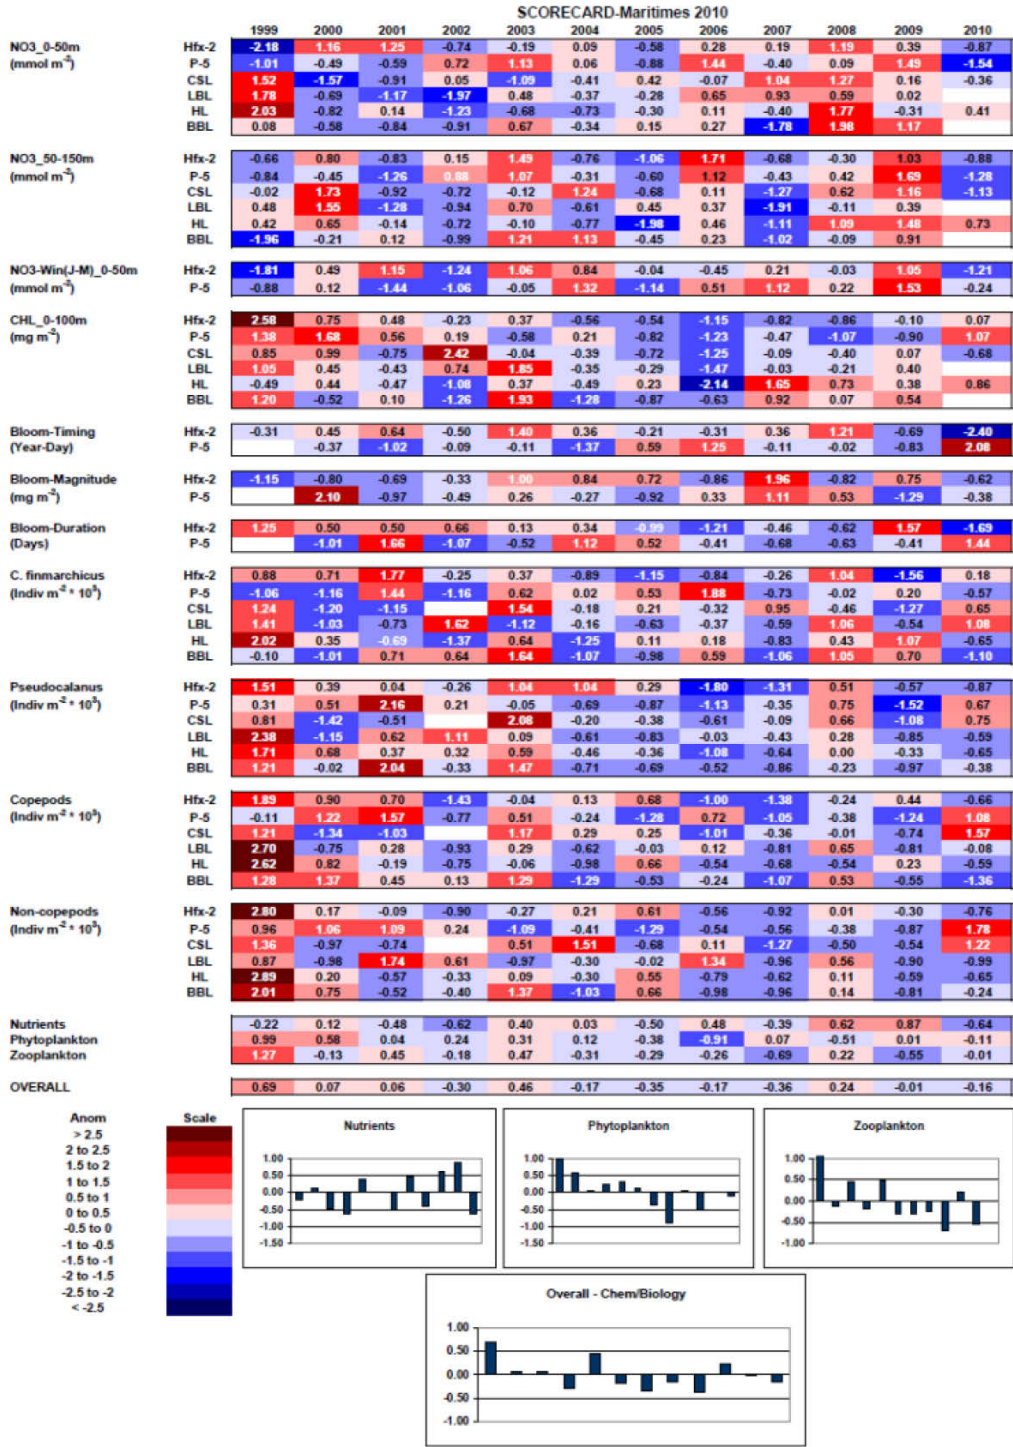 SCORECARD-Maritimes 2010
1999 2000 2001 2002 2003 2004 2005 2006 2007 2008 2009 2010
NO3_0-50m Hfx-2 -2.18 1.16 1.25 -0.74 -0.19 0.09 -0.58 0.28 0.19 1.19 0.39 -0.87
(mmol m-2) P-5 -1.01 -0.49 -0.59 0.72 1.13 0.06 -0.88 1.44 -0.40 0.09 1.49 -1.54
CSL 1.52 -1.57 -0.91 0.05 -1.09 -0.41 0.42 -0.07 1.04 1.27 0.16 -0.36
LBL 1.78 -0.69 -1.17 -1.97 0.48 -0.37 -0.28 0.65 0.93 0.59 0.02
HL 2.03 -0.82 0.14 -1.23 -0.68 -0.73 -0.30 0.11 -0.40 1.77 -0.31 0.41
BBL 0.08 -0.58 -0.84 -0.91 0.67 -0.34 0.15 0.27 -1.78 1.98 1.17
NO3_50-150m Hfx-2 -0.66 0.80 -0.83 0.15 1.49 -0.76 -1.06 1.71 -0.68 -0.30 1.03 -0.88
(mmol m-2) P-5 -0.84 -0.45 -1.26 0.88 1.07 -0.31 -0.60 1.12 -0.43 0.42 1.69 -1.28
CSL -0.02 1.73 -0.92 -0.72 -0.12 1.24 -0.68 0.11 -1.27 0.62 1.16 -1.13
LBL 0.48 1.55 -1.28 -0.94 0.70 -0.61 0.45 0.37 -1.91 -0.11 0.39
HL 0.42 0.65 -0.14 -0.72 -0.10 -0.77 -1.98 0.46 -1.11 1.09 1.48 0.73
BBL -1.96 -0.21 0.12 -0.99 1.21 1.13 -0.45 0.23 -1.02 -0.09 0.91
NO3-Win(J-M)_0-50m Hfx-2 -1.81 0.49 1.15 -1.24 1.06 0.84 -0.04 -0.45 0.21 -0.03 1.05 -1.21
(mmol m-2) P-5 -0.88 0.12 -1.44 -1.06 -0.05 1.32 -1.14 0.51 1.12 0.22 1.53 -0.24
CHL_0-100m Hfx-2 2.58 0.75 0.48 -0.23 0.37 -0.56 -0.54 -1.15 -0.82 -0.86 -0.10 0.07
(mg m-2) P-5 1.38 1.68 0.56 0.19 -0.58 0.21 -0.82 -1.23 -0.47 -1.07 -0.90 1.07
CSL 0.85 0.99 -0.75 2.42 -0.04 -0.39 -0.72 -1.25 -0.09 -0.40 0.07 -0.68
LBL 1.05 0.45 -0.43 0.74 1.85 -0.35 -0.29 -1.47 -0.03 -0.21 0.40
HL -0.49 0.44 -0.47 -1.08 0.37 -0.49 0.23 -2.14 1.65 0.73 0.38 0.86
BBL 1.20 -0.52 0.10 -1.26 1.93 -1.28 -0.87 -0.63 0.92 0.07 0.54
Bloom-Timing Hfx-2 -0.31 0.45 0.64 -0.50 1.40 0.36 -0.21 -0.31 0.36 1.21 -0.69 -2.40
(Year-Day) P-5 -0.37 -1.02 -0.09 -0.11 -1.37 0.59 1.25 -0.11 -0.02 -0.83 2.08
Bloom-Magnitude Hfx-2 -1.15 -0.80 -0.69 -0.33 1.00 0.84 0.72 -0.86 1.96 -0.82 0.75 -0.62
(mg m-2) P-5 2.10 -0.97 -0.49 0.26 -0.27 -0.92 0.33 1.11 0.53 -1.29 -0.38
Bloom-Duration Hfx-2 1.25 0.50 0.50 0.66 0.13 0.34 -0.99 -1.21 -0.46 -0.62 1.57 -1.69
(Days) P-5 -1.01 1.66 -1.07 -0.52 1.12 0.52 -0.41 -0.68 -0.63 -0.41 1.44
C. finmarchicus Hfx-2 0.88 0.71 1.77 -0.25 0.37 -0.89 -1.15 -0.84 -0.26 1.04 -1.56 0.18
(Indiv m-2 * 103) P-5 -1.06 -1.16 1.44 -1.16 0.62 0.02 0.53 1.88 -0.73 -0.02 0.20 -0.57
CSL 1.24 -1.20 -1.15 1.54 -0.18 0.21 -0.32 0.95 -0.46 -1.27 0.65
LBL 1.41 -1.03 -0.73 1.62 -1.12 -0.16 -0.63 -0.37 -0.59 1.06 -0.54 1.08
HL 2.02 0.35 -0.69 -1.37 0.64 -1.25 0.11 0.18 -0.83 0.43 1.07 -0.65
BBL -0.10 -1.01 0.71 0.64 1.64 -1.07 -0.98 0.59 -1.06 1.05 0.70 -1.10
Pseudocalanus Hfx-2 1.51 0.39 0.04 -0.26 1.04 1.04 0.29 -1.80 -1.31 0.51 -0.57 -0.87
(Indiv m-2 * 103) P-5 0.31 0.51 2.16 0.21 -0.05 -0.69 -0.87 -1.13 -0.35 0.75 -1.52 0.67
CSL 0.81 -1.42 -0.51 2.08 -0.20 -0.38 -0.61 -0.09 0.66 -1.08 0.75
LBL 2.38 -1.15 0.62 1.11 0.09 -0.61 -0.83 -0.03 -0.43 0.28 -0.85 -0.59
HL 1.71 0.68 0.37 0.32 0.59 -0.46 -0.36 -1.08 -0.64 0.00 -0.33 -0.65
BBL 1.21 -0.02 2.04 -0.33 1.47 -0.71 -0.69 -0.52 -0.86 -0.23 -0.97 -0.38
Copepods Hfx-2 1.89 0.90 0.70 -1.43 -0.04 0.13 0.68 -1.00 -1.38 -0.24 0.44 -0.66
(Indiv m-2 * 103) P-5 -0.11 1.22 1.57 -0.77 0.51 -0.24 -1.28 0.72 -1.05 -0.38 -1.24 1.08
CSL 1.21 -1.34 -1.03 1.17 0.29 0.25 -1.01 -0.36 -0.01 -0.74 1.57
LBL 2.70 -0.75 0.28 -0.93 0.29 -0.62 -0.03 0.12 -0.81 0.65 -0.81 -0.08
HL 2.62 0.82 -0.19 -0.75 -0.06 -0.98 0.66 -0.54 -0.68 -0.54 0.23 -0.59
BBL 1.28 1.37 0.45 0.13 1.29 -1.29 -0.53 -0.24 -1.07 0.53 -0.55 -1.36
Non-copepods Hfx-2 2.80 0.17 -0.09 -0.90 -0.27 0.21 0.61 -0.56 -0.92 0.01 -0.30 -0.76
(Indiv m-2 * 103) P-5 0.96 1.06 1.09 0.24 -1.09 -0.41 -1.29 -0.54 -0.56 -0.38 -0.87 1.78
CSL 1.36 -0.97 -0.74 0.51 1.51 -0.68 0.11 -1.27 -0.50 -0.54 1.22
LBL 0.87 -0.98 1.74 0.61 -0.97 -0.30 -0.02 1.34 -0.96 0.56 -0.90 -0.99
HL 2.89 0.20 -0.57 -0.33 0.09 -0.30 0.55 -0.79 -0.62 0.11 -0.59 -0.65
BBL 2.01 0.75 -0.52 -0.40 1.37 -1.03 0.66 -0.98 -0.96 0.14 -0.81 -0.24
Nutrients -0.22 0.12 -0.48 -0.62 0.40 0.03 -0.50 0.48 -0.39 0.62 0.87 -0.64
Phytoplankton 0.99 0.58 0.04 0.24 0.31 0.12 -0.38 -0.91 0.07 -0.51 0.01 -0.11
Zooplankton 1.27 -0.13 0.45 -0.18 0.47 -0.31 -0.29 -0.26 -0.69 0.22 -0.55 -0.01
OVERALL 0.69 0.07 0.06 -0.30 0.46 -0.17 -0.35 -0.17 -0.36 0.24 -0.01 -0.16
Anom Scale
> 2.5
2 to 2.5
1.5 to 2
1 to 1.5
0.5 to 1
0 to 0.5
-0.5 to 0
-1 to -0.5
-1.5 to -1
-2 to -1.5
-2.5 to -2
< -2.5
Nutrients
1.00
0.50
0.00
-0.50
-1.00
-1.50
Phytoplankton
1.00
0.50
0.00
-0.50
-1.00
-1.50
Zooplankton
1.00
0.50
0.00
-0.50
-1.00
Overall - Chem/Biology
1.00
0.50
0.00
-0.50
-1.00